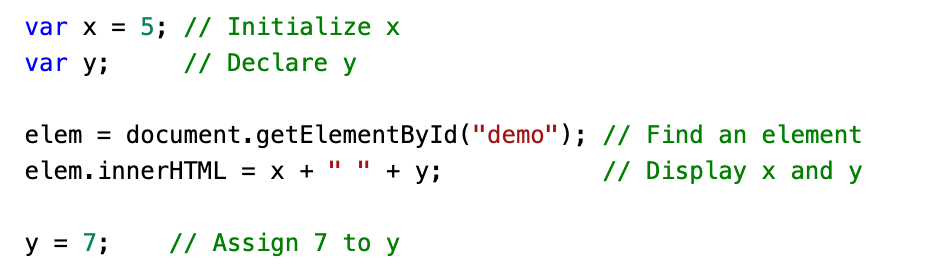 var x = 5; // Initialize x
var y;     // Declare y
elem = document.getElementById("demo"); // Find an element
elem.innerHTML = x + " " + y;           // Display x and y
y = 7;    // Assign 7 to y